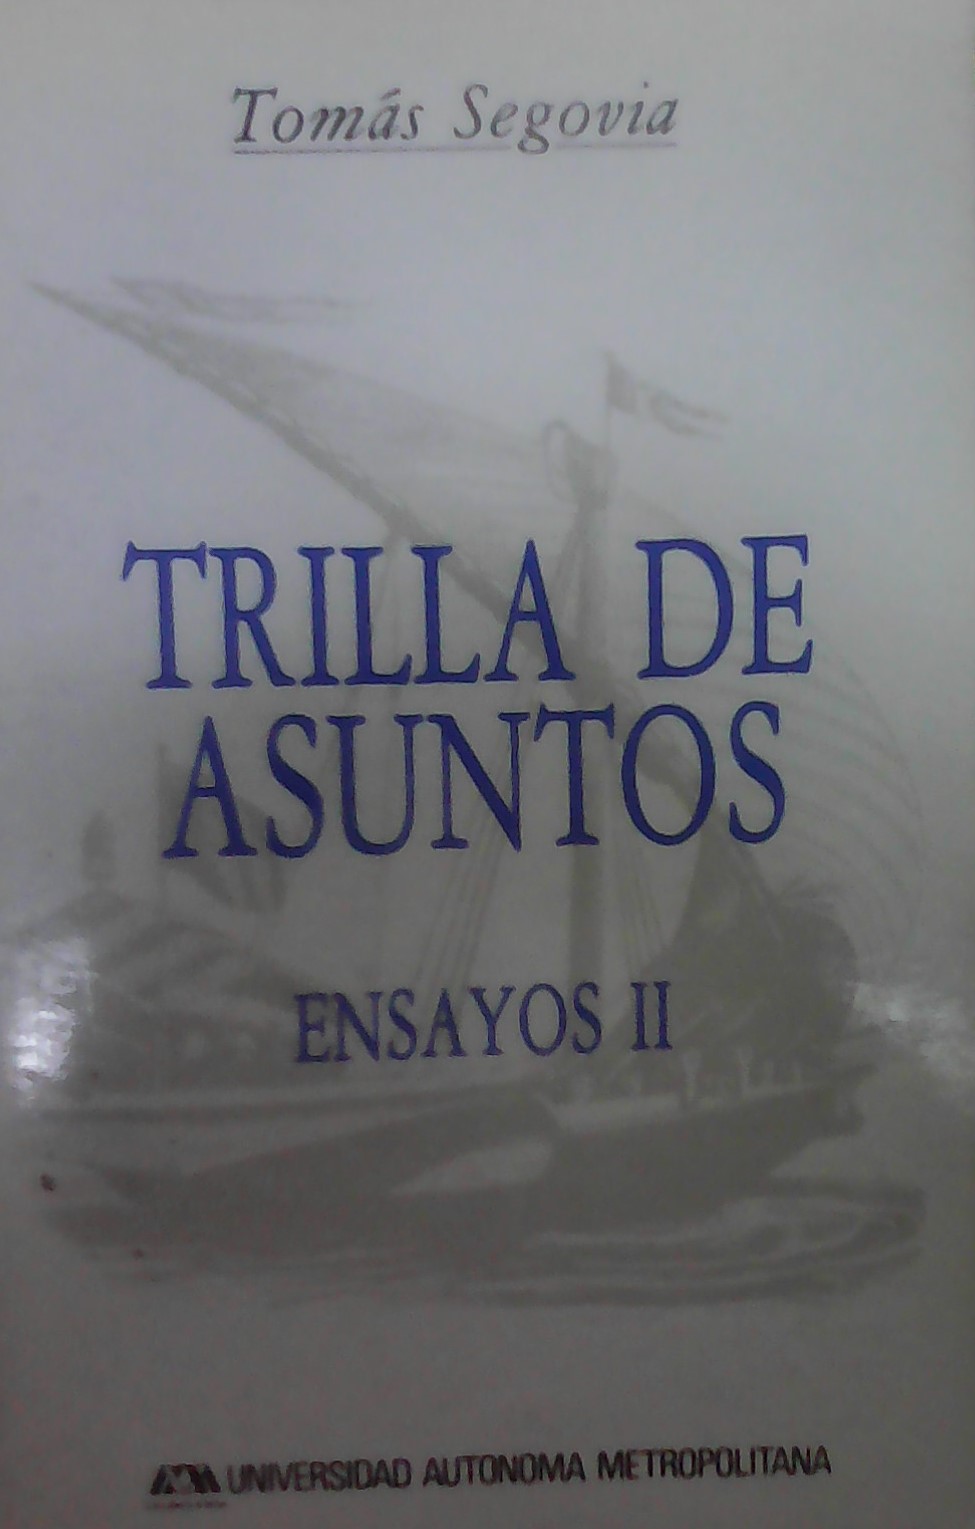 Tomás Segovia
TRILLA DE
ASUNTOS
ENSAYOS II
UNIVERSIDAD AUTONOMA METROPOLITANA